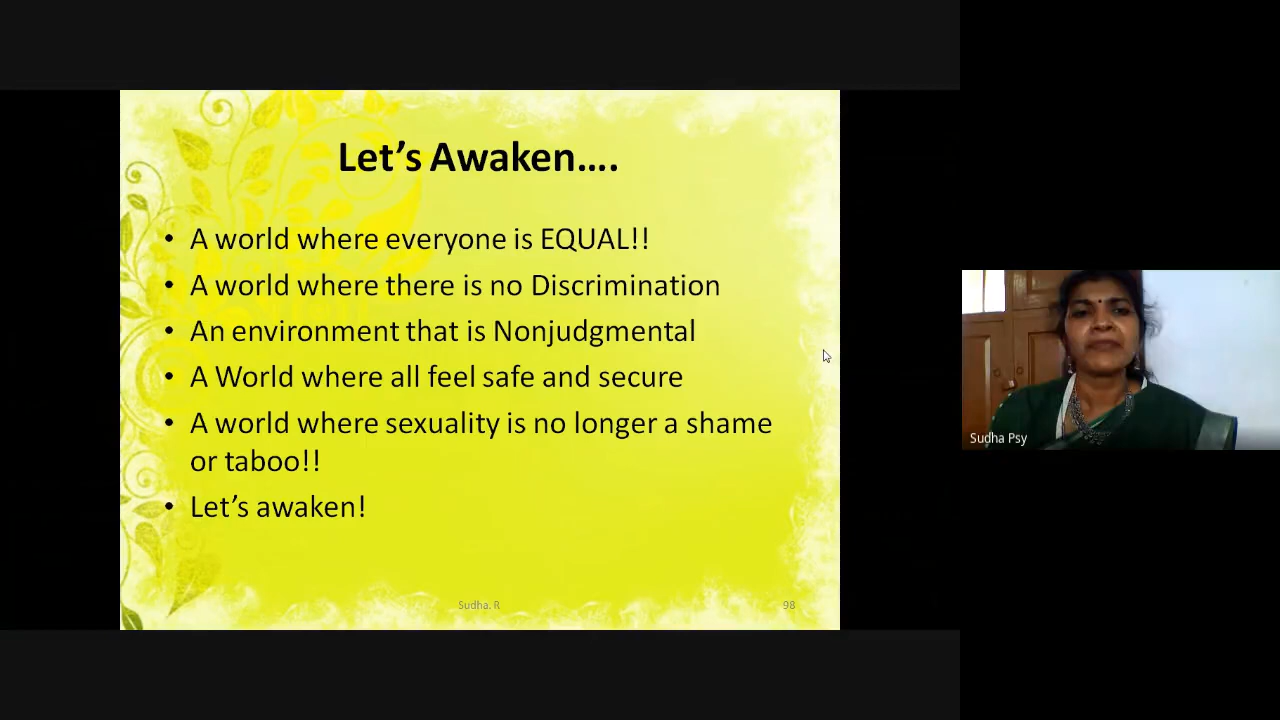 Let’s Awaken….
• A world where everyone is EQUAL!!
• A world where there is no Discrimination
• An environment that is Nonjudgmental
• A World where all feel safe and secure
• A world where sexuality is no longer a shame
or taboo!!
• Let’s awaken!
Sudha. R
98
Sudha Psy